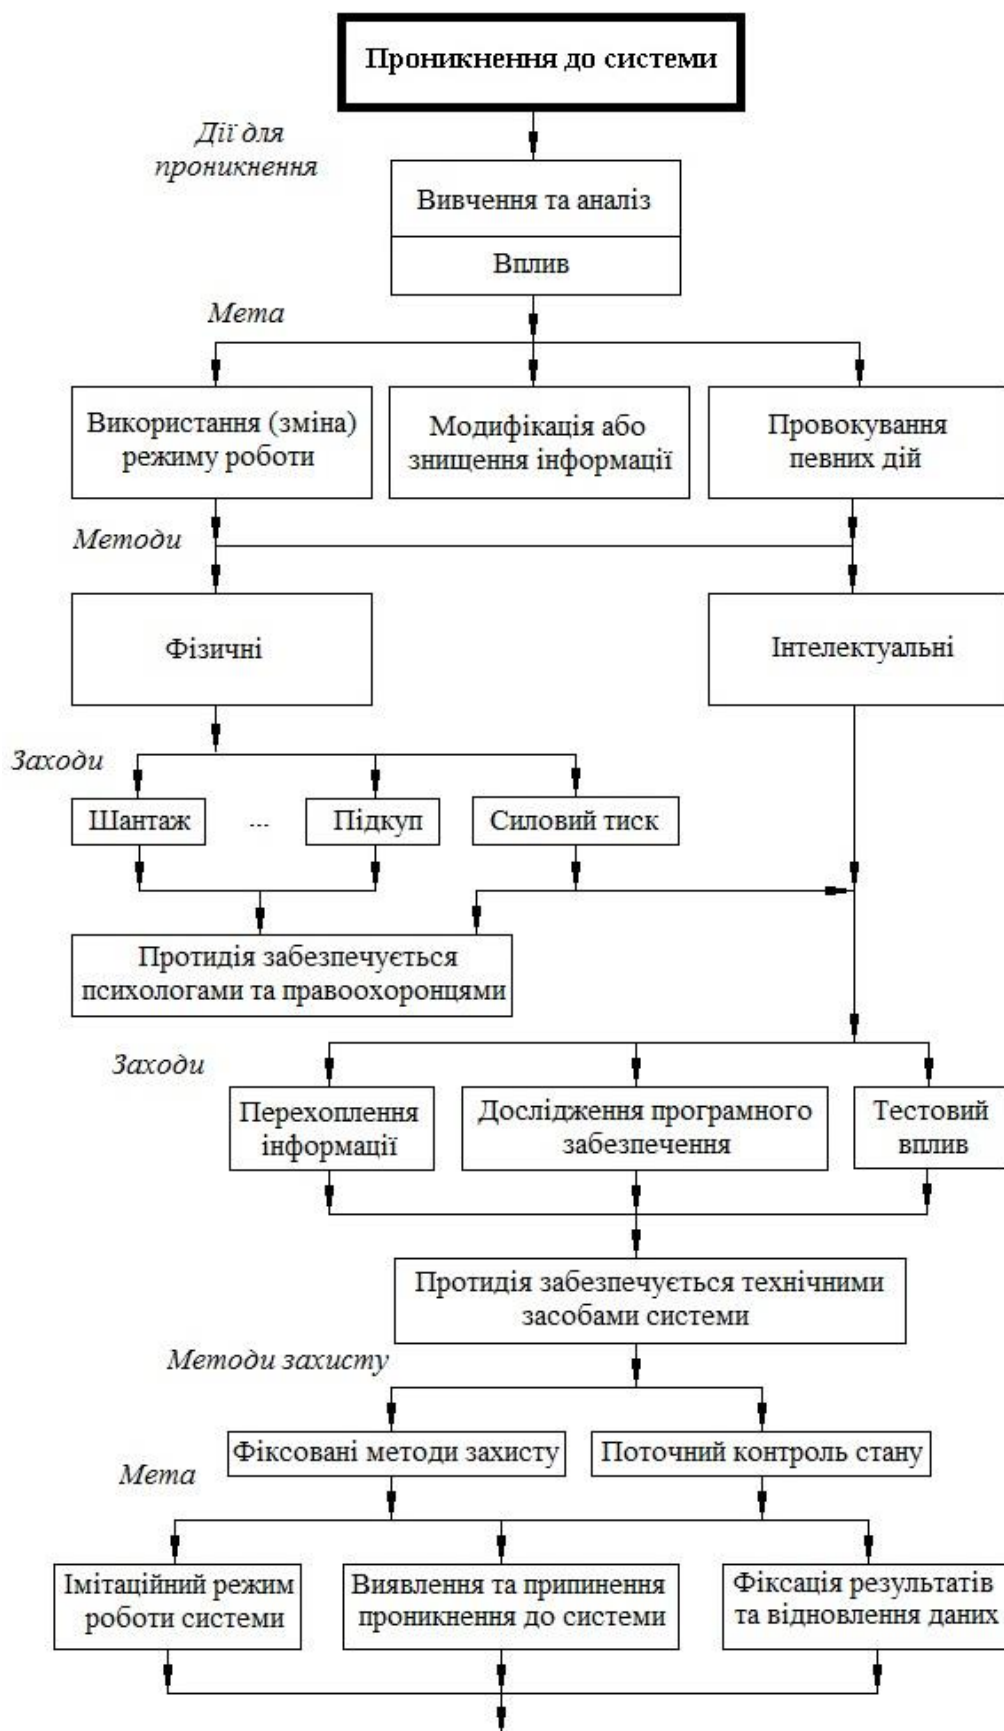 Проникнення до системи
Дії для
проникнення
Вивчення та аналіз
Вплив
Мета
Використання (зміна)
режиму роботи
Модифікація або
знищення інформації
Провокування
певних дій
Методи
Фізичні
Інтелектуальні
Заходи
Шантаж
...
Підкуп
Силовий тиск
Протидія забезпечується
психологами та правоохоронцями
Заходи
Перехоплення
інформації
Дослідження програмного
забезпечення
Тестовий
вплив
Протидія забезпечується технічними
засобами системи
Методи захисту
Фіксовані методи захисту
Поточний контроль стану
Мета
Імітаційний режим
роботи системи
Виявлення та припинення
проникнення до системи
Фіксація результатів
та відновлення даних